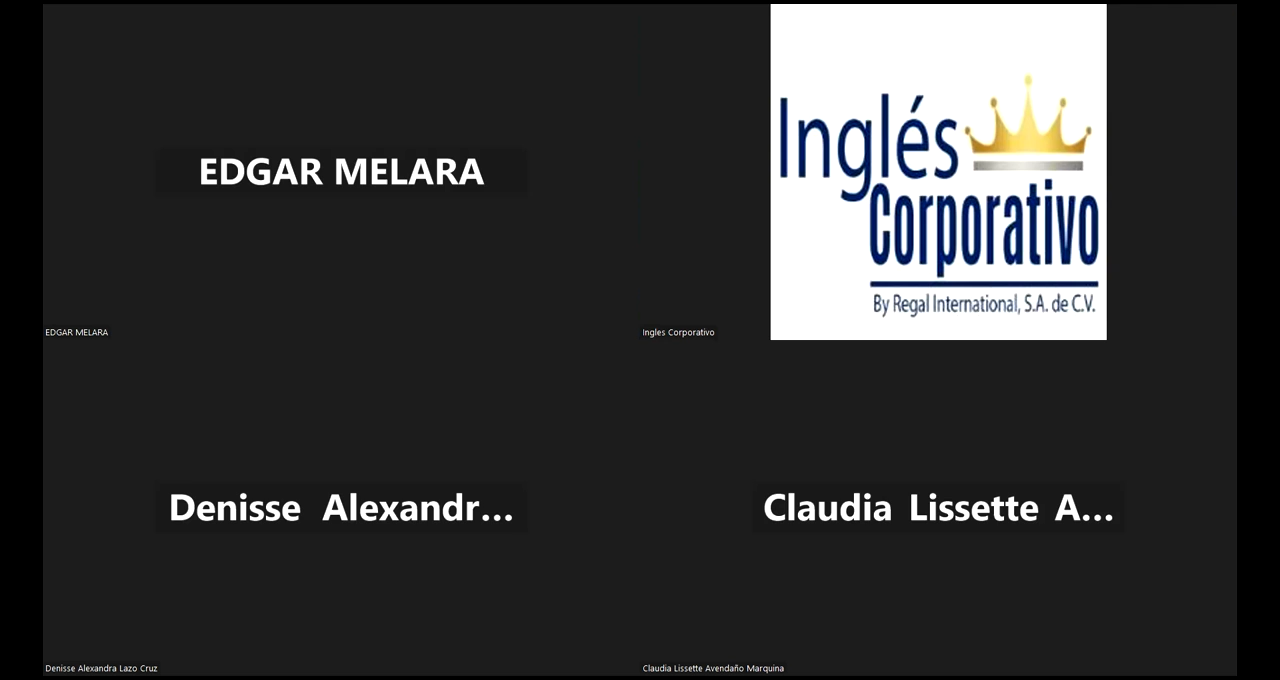 EDGAR MELARA
EDGAR MELARA
Inglés
Corporativo
By Regal International, S.A. de C.V.
Ingles Corporativo
Denisse Alexandr...
Denisse Alexandra Lazo Cruz
Claudia Lissette A...
Claudia Lissette Avendaño Marquina